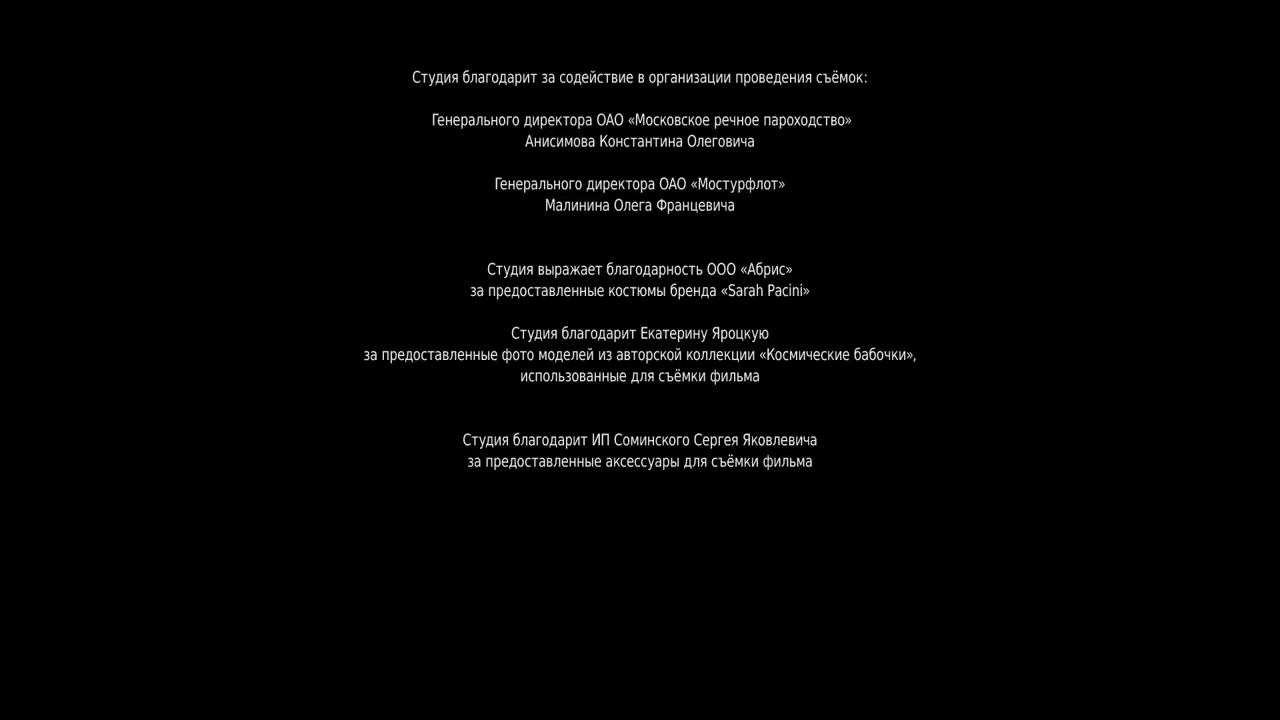 Студия благодарит за содействие в организации проведения съёмок:
Генерального директора ОАО «Московское речное пароходство»
Анисимова Константина Олеговича
Генерального директора ОАО «Мостурфлот»
Малинина Олега Францевича
Студия выражает благодарность ООО «Абрис»
за предоставленные костюмы бренда «Sarah Pacini»
Студия благодарит Екатерину Яроцкую
за предоставленные фото моделей из авторской коллекции «Космические бабочки»,
использованные для съёмки фильма
Студия благодарит ИП Соминского Сергея Яковлевича
за предоставленные аксессуары для съёмки фильма